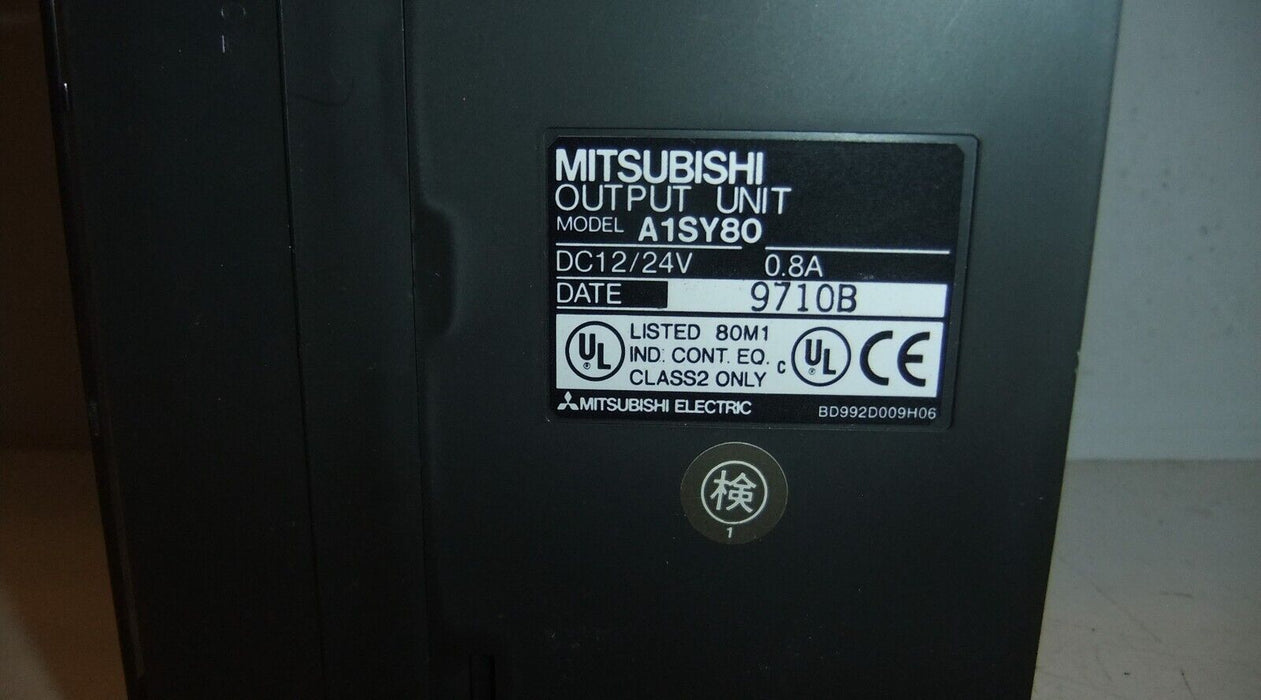 MITSUBISHI
OUTPUT UNIT
MODEL A1SY80
DC12/24V 0.8A
DATE 9710B
UL LISTED 80M1 c UL CE
IND. CONT. EQ.
CLASS2 ONLY
MITSUBISHI ELECTRIC BD992D009H06
検
1